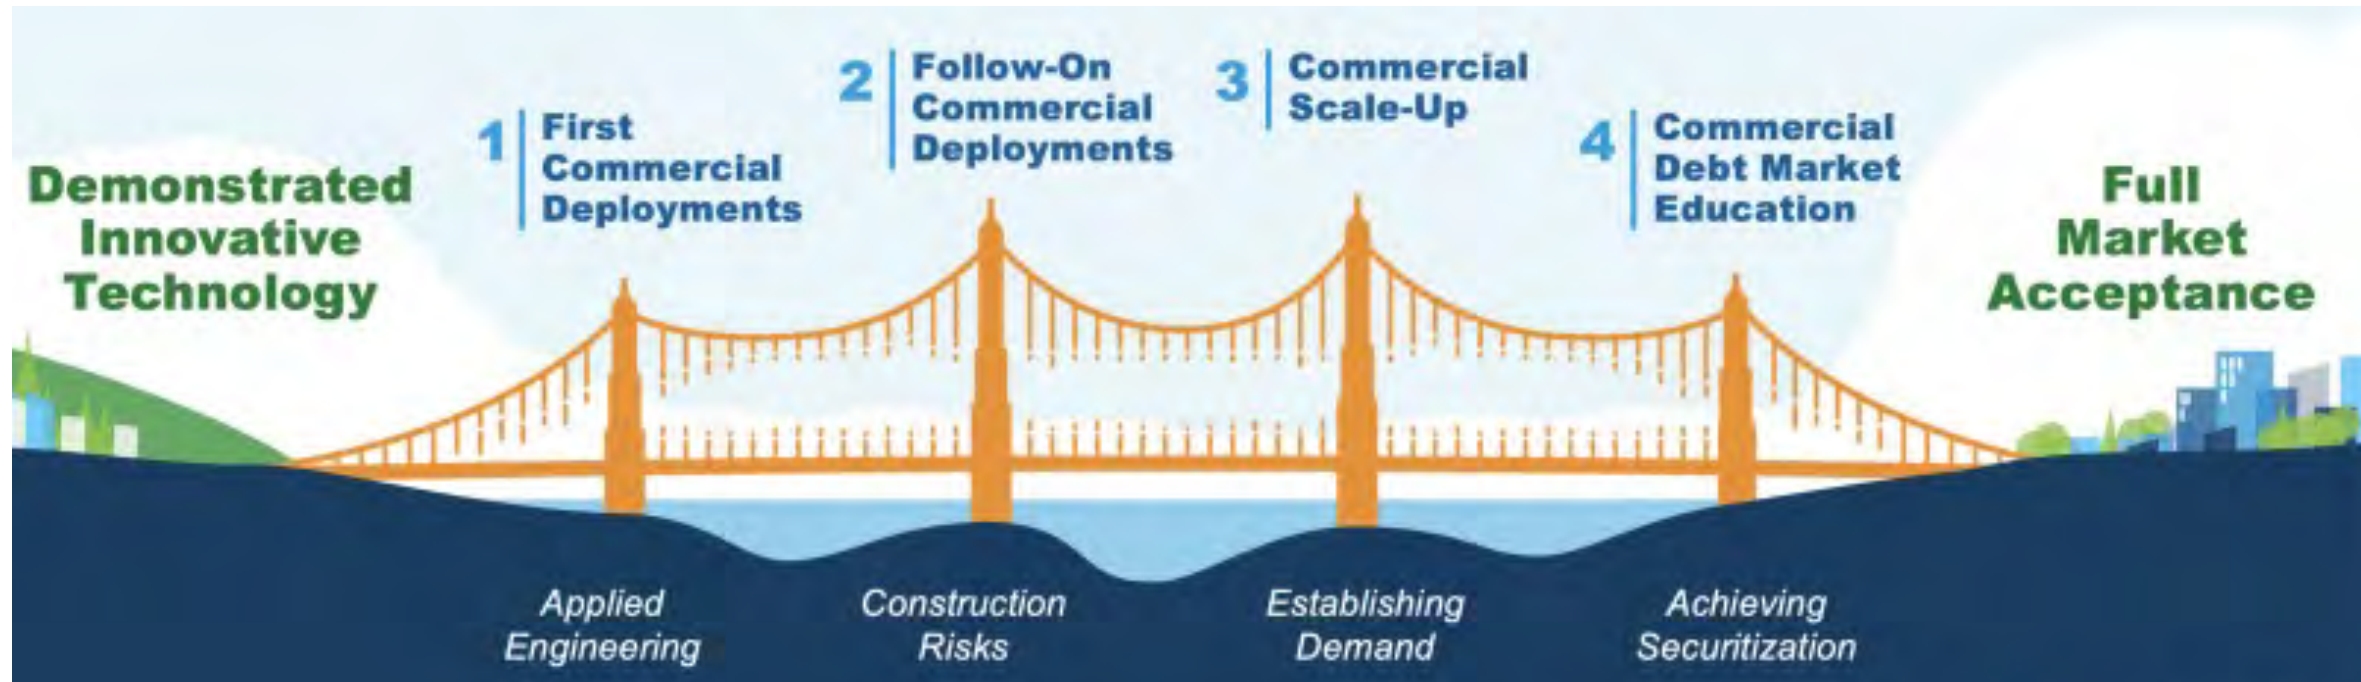 Demonstrated
Innovative
Technology
1
First
Commercial
Deployments
2
Follow-On
Commercial
Deployments
3
Commercial
Scale-Up
4
Commercial
Debt Market
Education
Full
Market
Acceptance
Applied
Engineering
Construction
Risks
Establishing
Demand
Achieving
Securitization